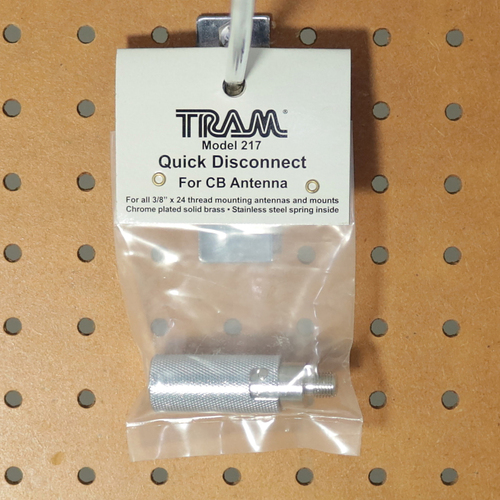 TRAM®
Model 217
Quick Disconnect
For CB Antenna
For all 3/8" x 24 thread mounting antennas and mounts
Chrome plated solid brass • Stainless steel spring inside